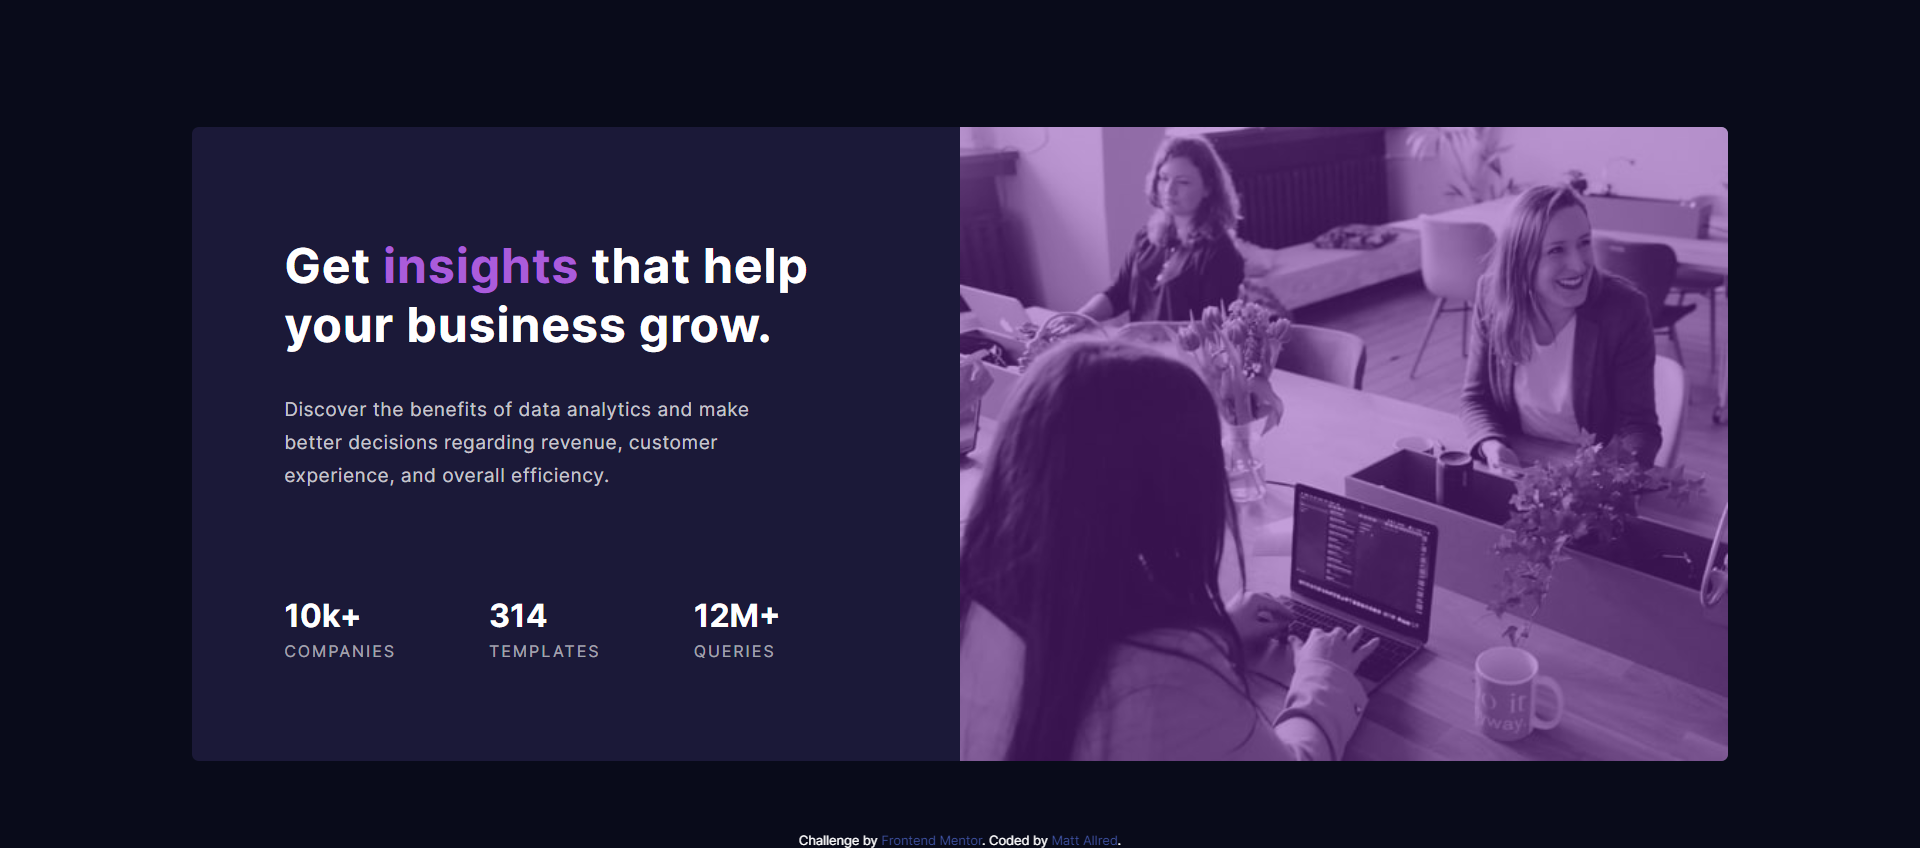 Get insights that help
your business grow.
Discover the benefits of data analytics and make
better decisions regarding revenue, customer
experience, and overall efficiency.
10k+ 314 12M+
COMPANIES TEMPLATES QUERIES
Challenge by Frontend Mentor. Coded by Matt Allred.